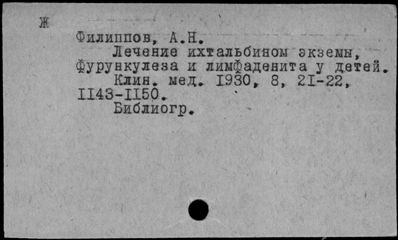 Ж
Филиппов, А.Н.
Лечение ихтальбином экземы,
фурункулеза и лимфаденита у детей.
Клин. мед. 1930, 8, 21-22,
1143-1150.
Библиогр.